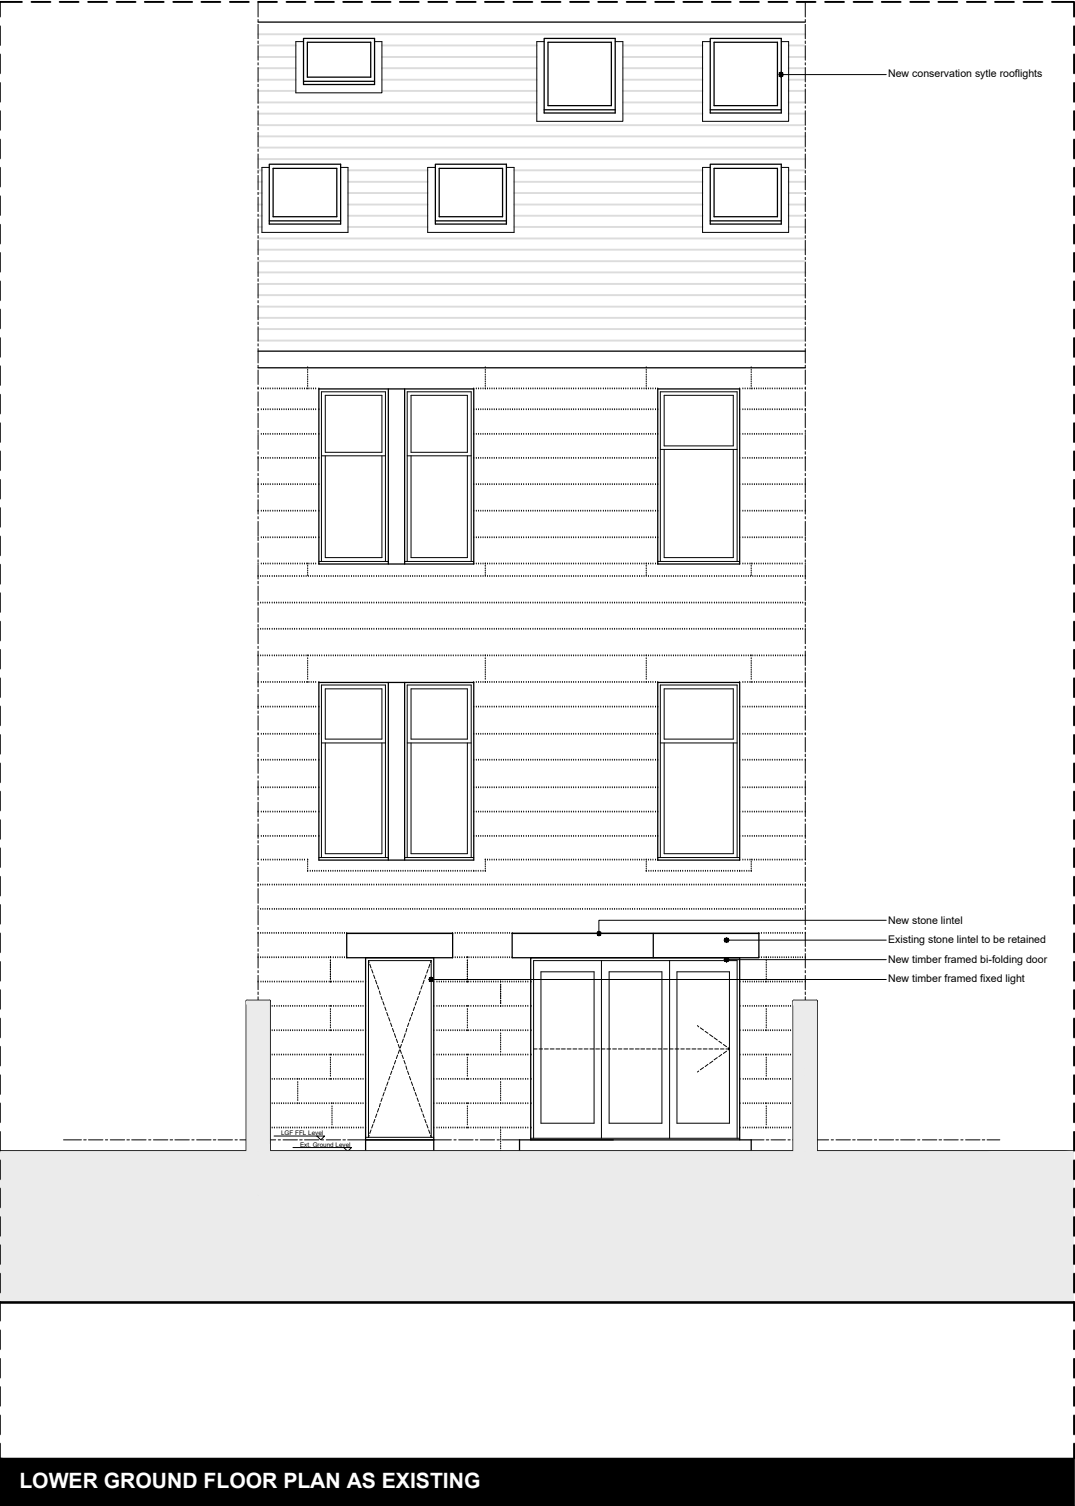 New conservation sytle rooflights
New stone lintel
Existing stone lintel to be retained
New timber framed bi-folding door
New timber framed fixed light
LGF FFL Level
Ext. Ground Level
LOWER GROUND FLOOR PLAN AS EXISTING